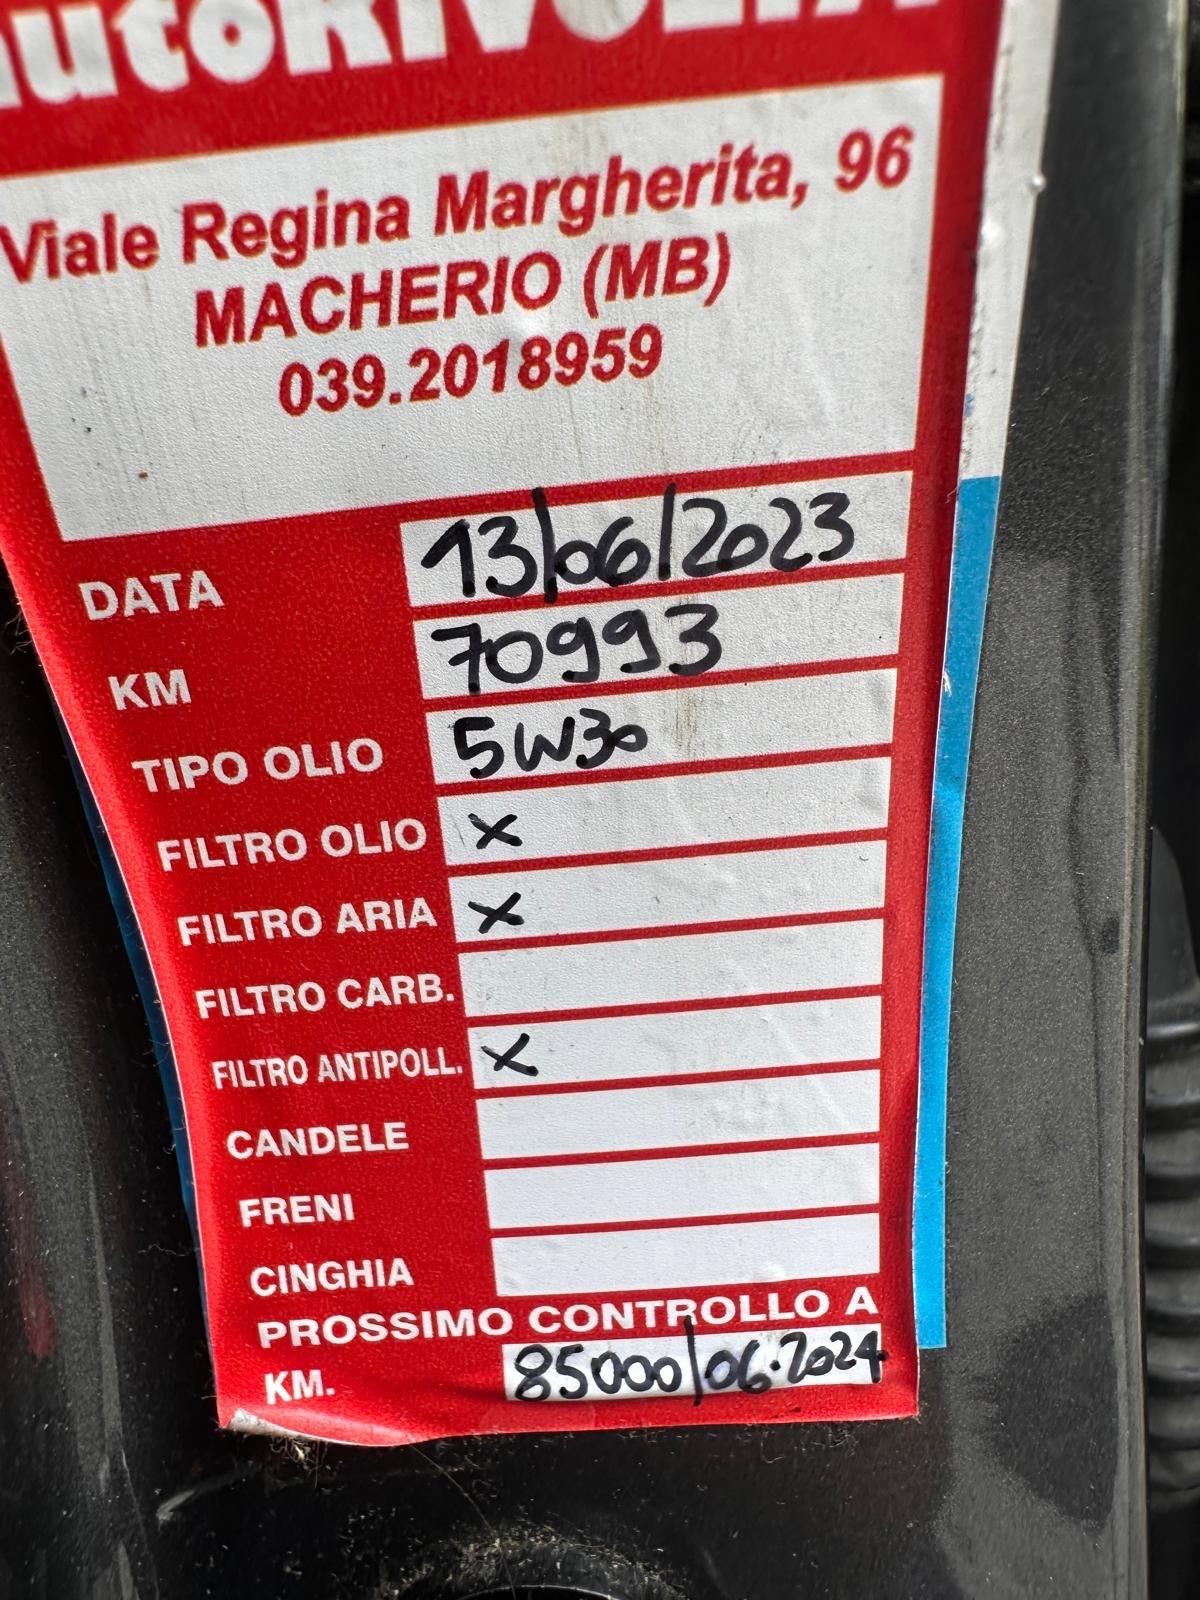 autoRIVOLTA
Viale Regina Margherita, 96
MACHERIO (MB)
039.2018959
DATA 13/06/2023
KM 70993
TIPO OLIO 5W30
FILTRO OLIO X
FILTRO ARIA X
FILTRO CARB.
FILTRO ANTIPOLL. X
CANDELE
FRENI
CINGHIA
PROSSIMO CONTROLLO A
KM. 85000/06.2024